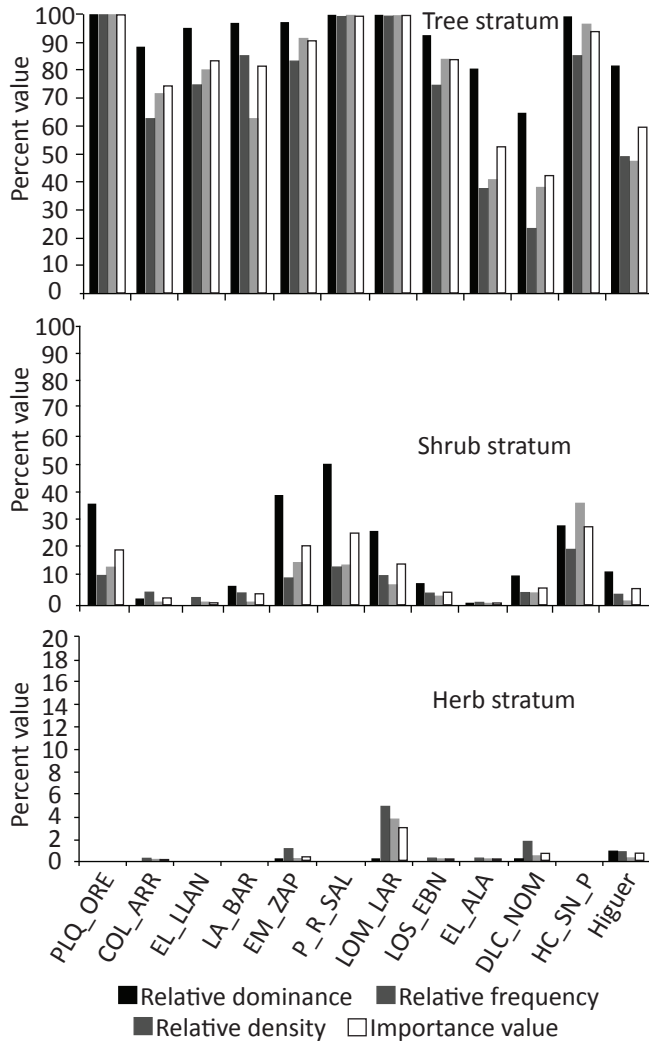 Tree stratum
Percent value
100
90
80
70
60
50
40
30
20
10
0
Shrub stratum
Percent value
100
90
80
70
60
50
40
30
20
10
0
Herb stratum
Percent value
20
18
16
14
12
10
8
6
4
2
0
PLQ_ORE
COL_ARR
EL_LLAN
LA_BAR
EM_ZAP
P_R_SAL
LOM_LAR
LOS_EBN
EL_ALA
DLC_NOM
HC_SN_P
Higuer
Relative dominance Relative frequency
Relative density Importance value